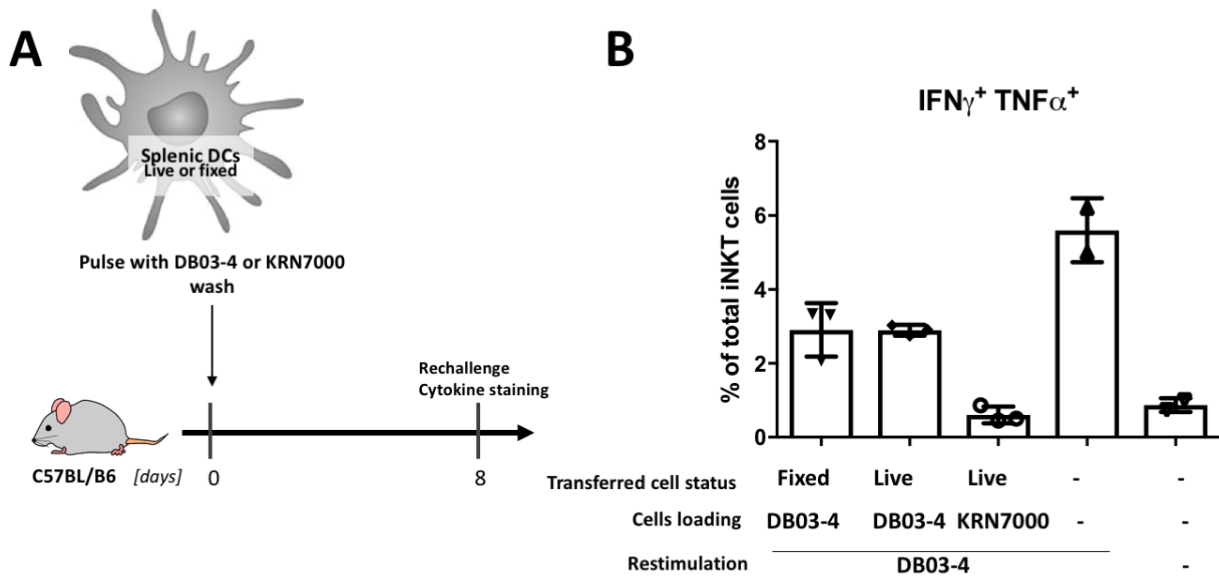 A
Splenic DCs
Live or fixed
Pulse with DB03-4 or KRN7000
wash
Rechallenge
Cytokine staining
C57BL/B6 [days] 0 8
B
IFNγ+ TNFα+
% of total iNKT cells
8
6
4
2
0
Transferred cell status Fixed Live Live - -
Cells loading DB03-4 DB03-4 KRN7000 - -
Restimulation DB03-4 -